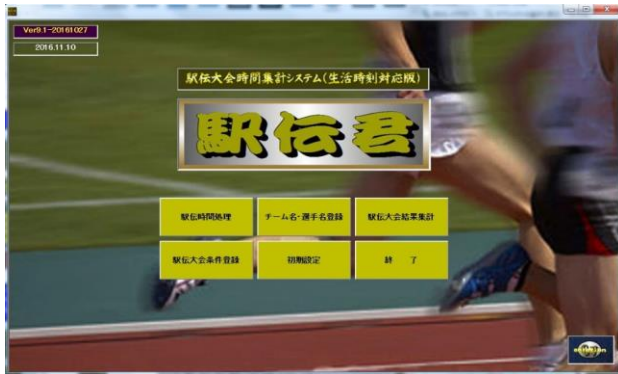 Ver9.1-20161027
2016.11.10
駅伝大会時間集計システム(生活時刻対応版)
駅伝君
駅伝時間処理
チーム名・選手名登録
駅伝大会結果集計
駅伝大会条件登録
初期設定
終 了